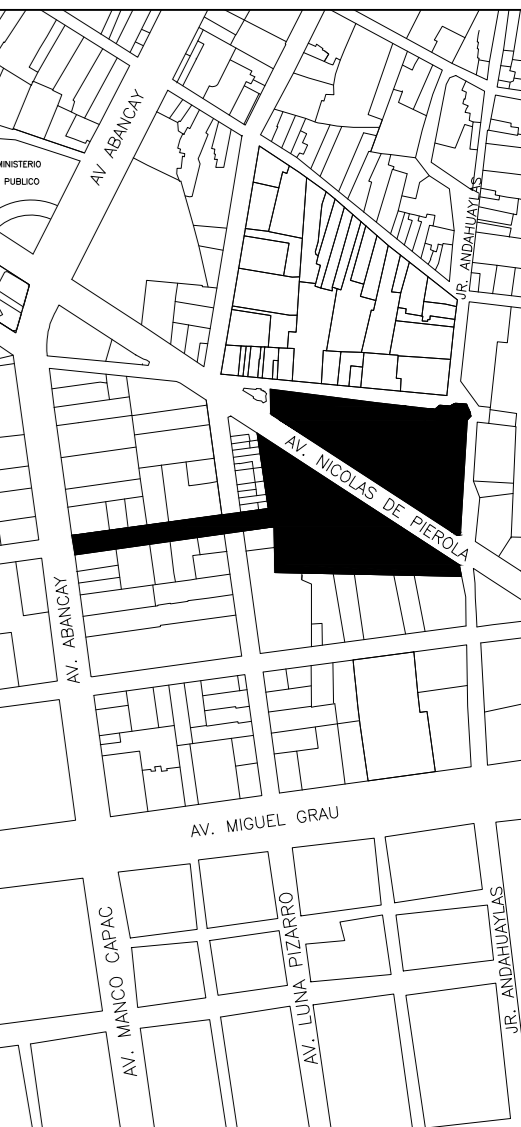 AV ABANCAY
MINISTERIO
PUBLICO
JR. ANDAHUAYLAS
AV. NICOLAS DE PIEROLA
AV. ABANCAY
AV. MIGUEL GRAU
AV. MANCO CAPAC
AV. LUNA PIZARRO
JR. ANDAHUAYLAS